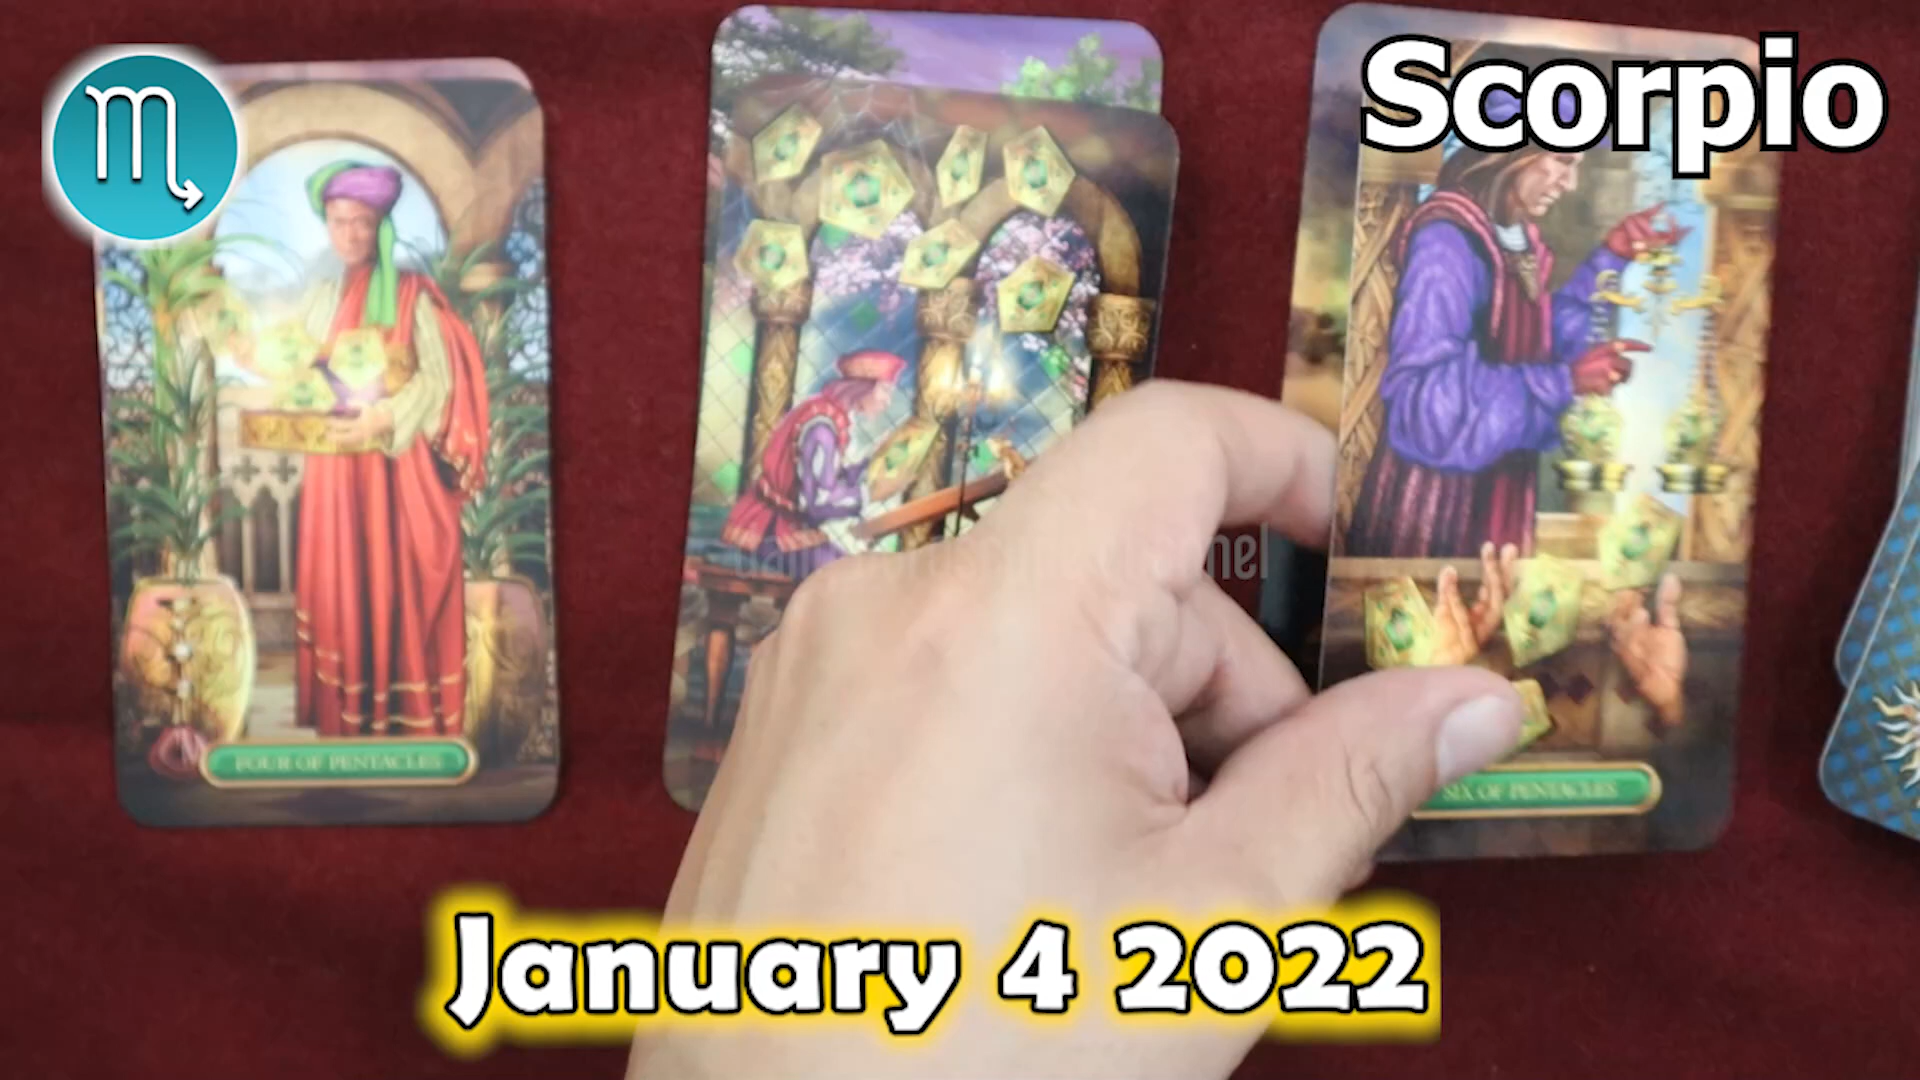 Scorpio
FOUR OF PENTACLES
SIX OF PENTACLES
January 4 2022